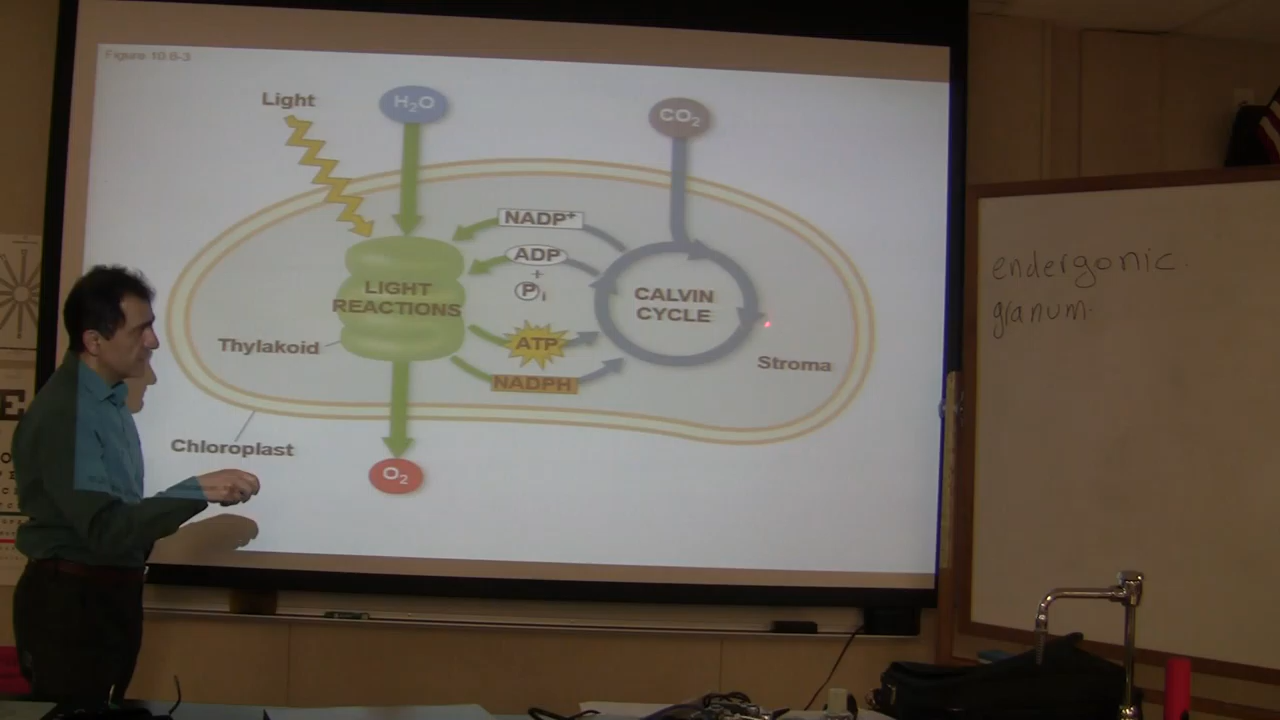 Figure 10.6-3
Light
H₂O
CO₂
NADP⁺
ADP
+
Pᵢ
LIGHT
REACTIONS
CALVIN
CYCLE
ATP
NADPH
Thylakoid
Stroma
Chloroplast
O₂
endergonic.
granum.